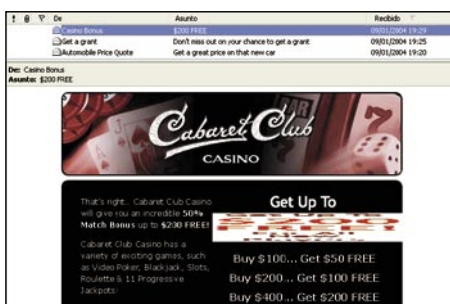 ! De Asunto Recibido
Casino Bonus $200 FREE 09/01/2004 19:29
Get a grant Don't miss out on your chance to get a grant 09/01/2004 19:25
Automobile Price Quote Get a great price on that new car 09/01/2004 19:20
De: Casino Bonus
Asunto: $200 FREE
Cabaret Club
CASINO
That's right.. Cabaret Club Casino
will give you an incredible 50%
Match Bonus up to $200 FREE!
Cabaret Club Casino has a
variety of exciting games, such
as Video Poker, Blackjack, Slots,
Roulette & 11 Progressive
Jackpots!
Get Up To
$200
FREE!
Buy $100... Get $50 FREE
Buy $200... Get $100 FREE
Buy $400... Get $200 FREE